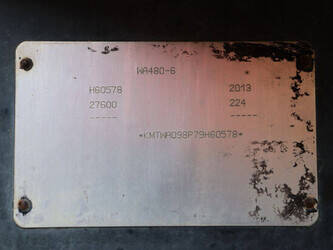 WA480-6
H60578 2013
27600 224
----- -----
*KMTWA098P79H60578*